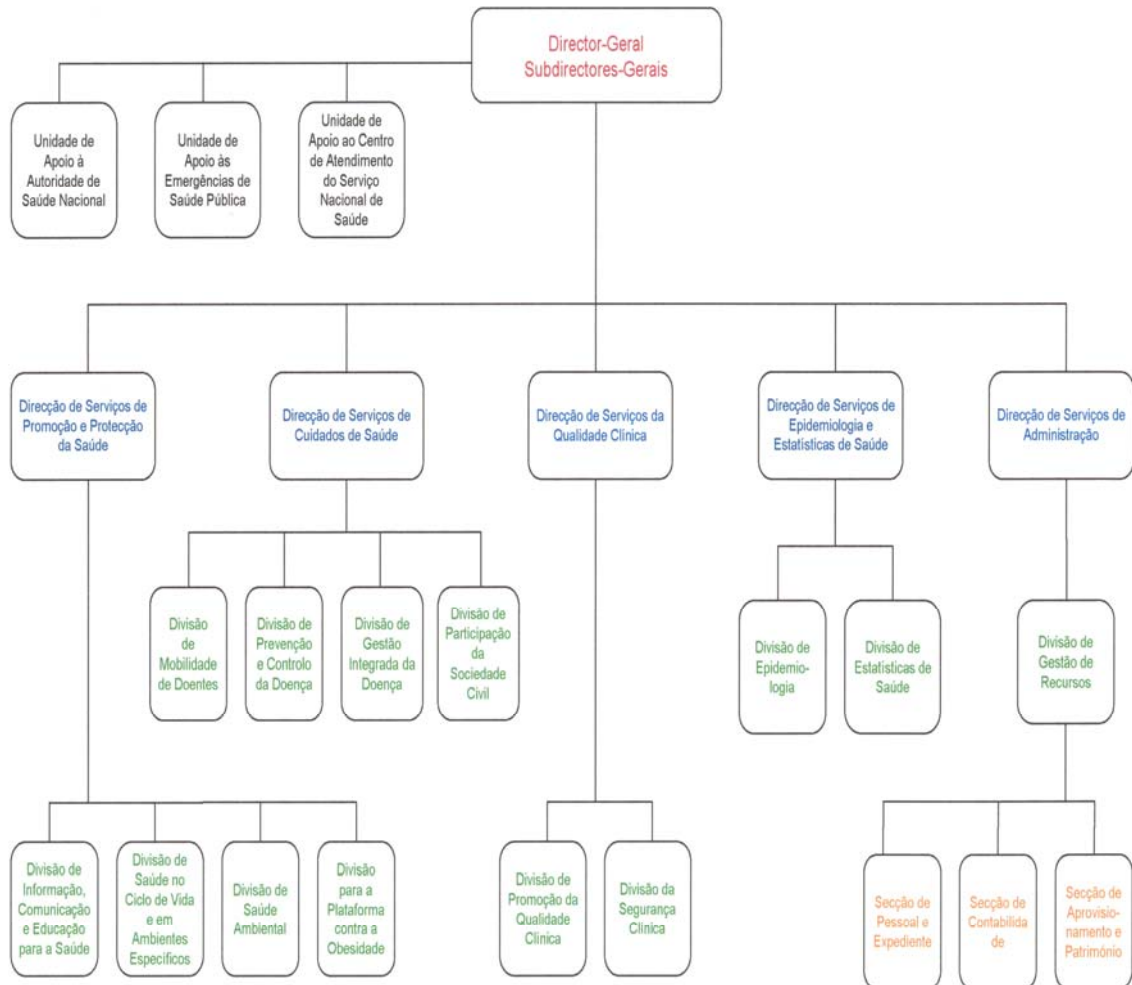 Director-Geral
Subdirectores-Gerais
Unidade de
Apoio à
Autoridade de
Saúde Nacional
Unidade de
Apoio às
Emergências de
Saúde Pública
Unidade de
Apoio ao Centro
de Atendimento
do Serviço
Nacional de
Saúde
Direcção de Serviços de
Promoção e Protecção
da Saúde
Direcção de Serviços de
Cuidados de Saúde
Direcção de Serviços da
Qualidade Clínica
Direcção de Serviços de
Epidemiologia e
Estatísticas de Saúde
Direcção de Serviços de
Administração
Divisão
de
Mobilidade
de Doentes
Divisão de
Prevenção
e Controlo
da Doença
Divisão de
Gestão
Integrada da
Doença
Divisão de
Participação
da
Sociedade
Civil
Divisão de
Epidemio-
logia
Divisão de
Estatísticas de
Saúde
Divisão de
Gestão de
Recursos
Divisão de
Informação,
Comunicação
e Educação
para a Saúde
Divisão de
Saúde no
Ciclo de Vida
e em
Ambientes
Específicos
Divisão de
Saúde
Ambiental
Divisão
para a
Plataforma
contra a
Obesidade
Divisão de
Promoção da
Qualidade
Clínica
Divisão da
Segurança
Clínica
Secção de
Pessoal e
Expediente
Secção de
Contabilida
de
Secção de
Aprovisio-
namento e
Património